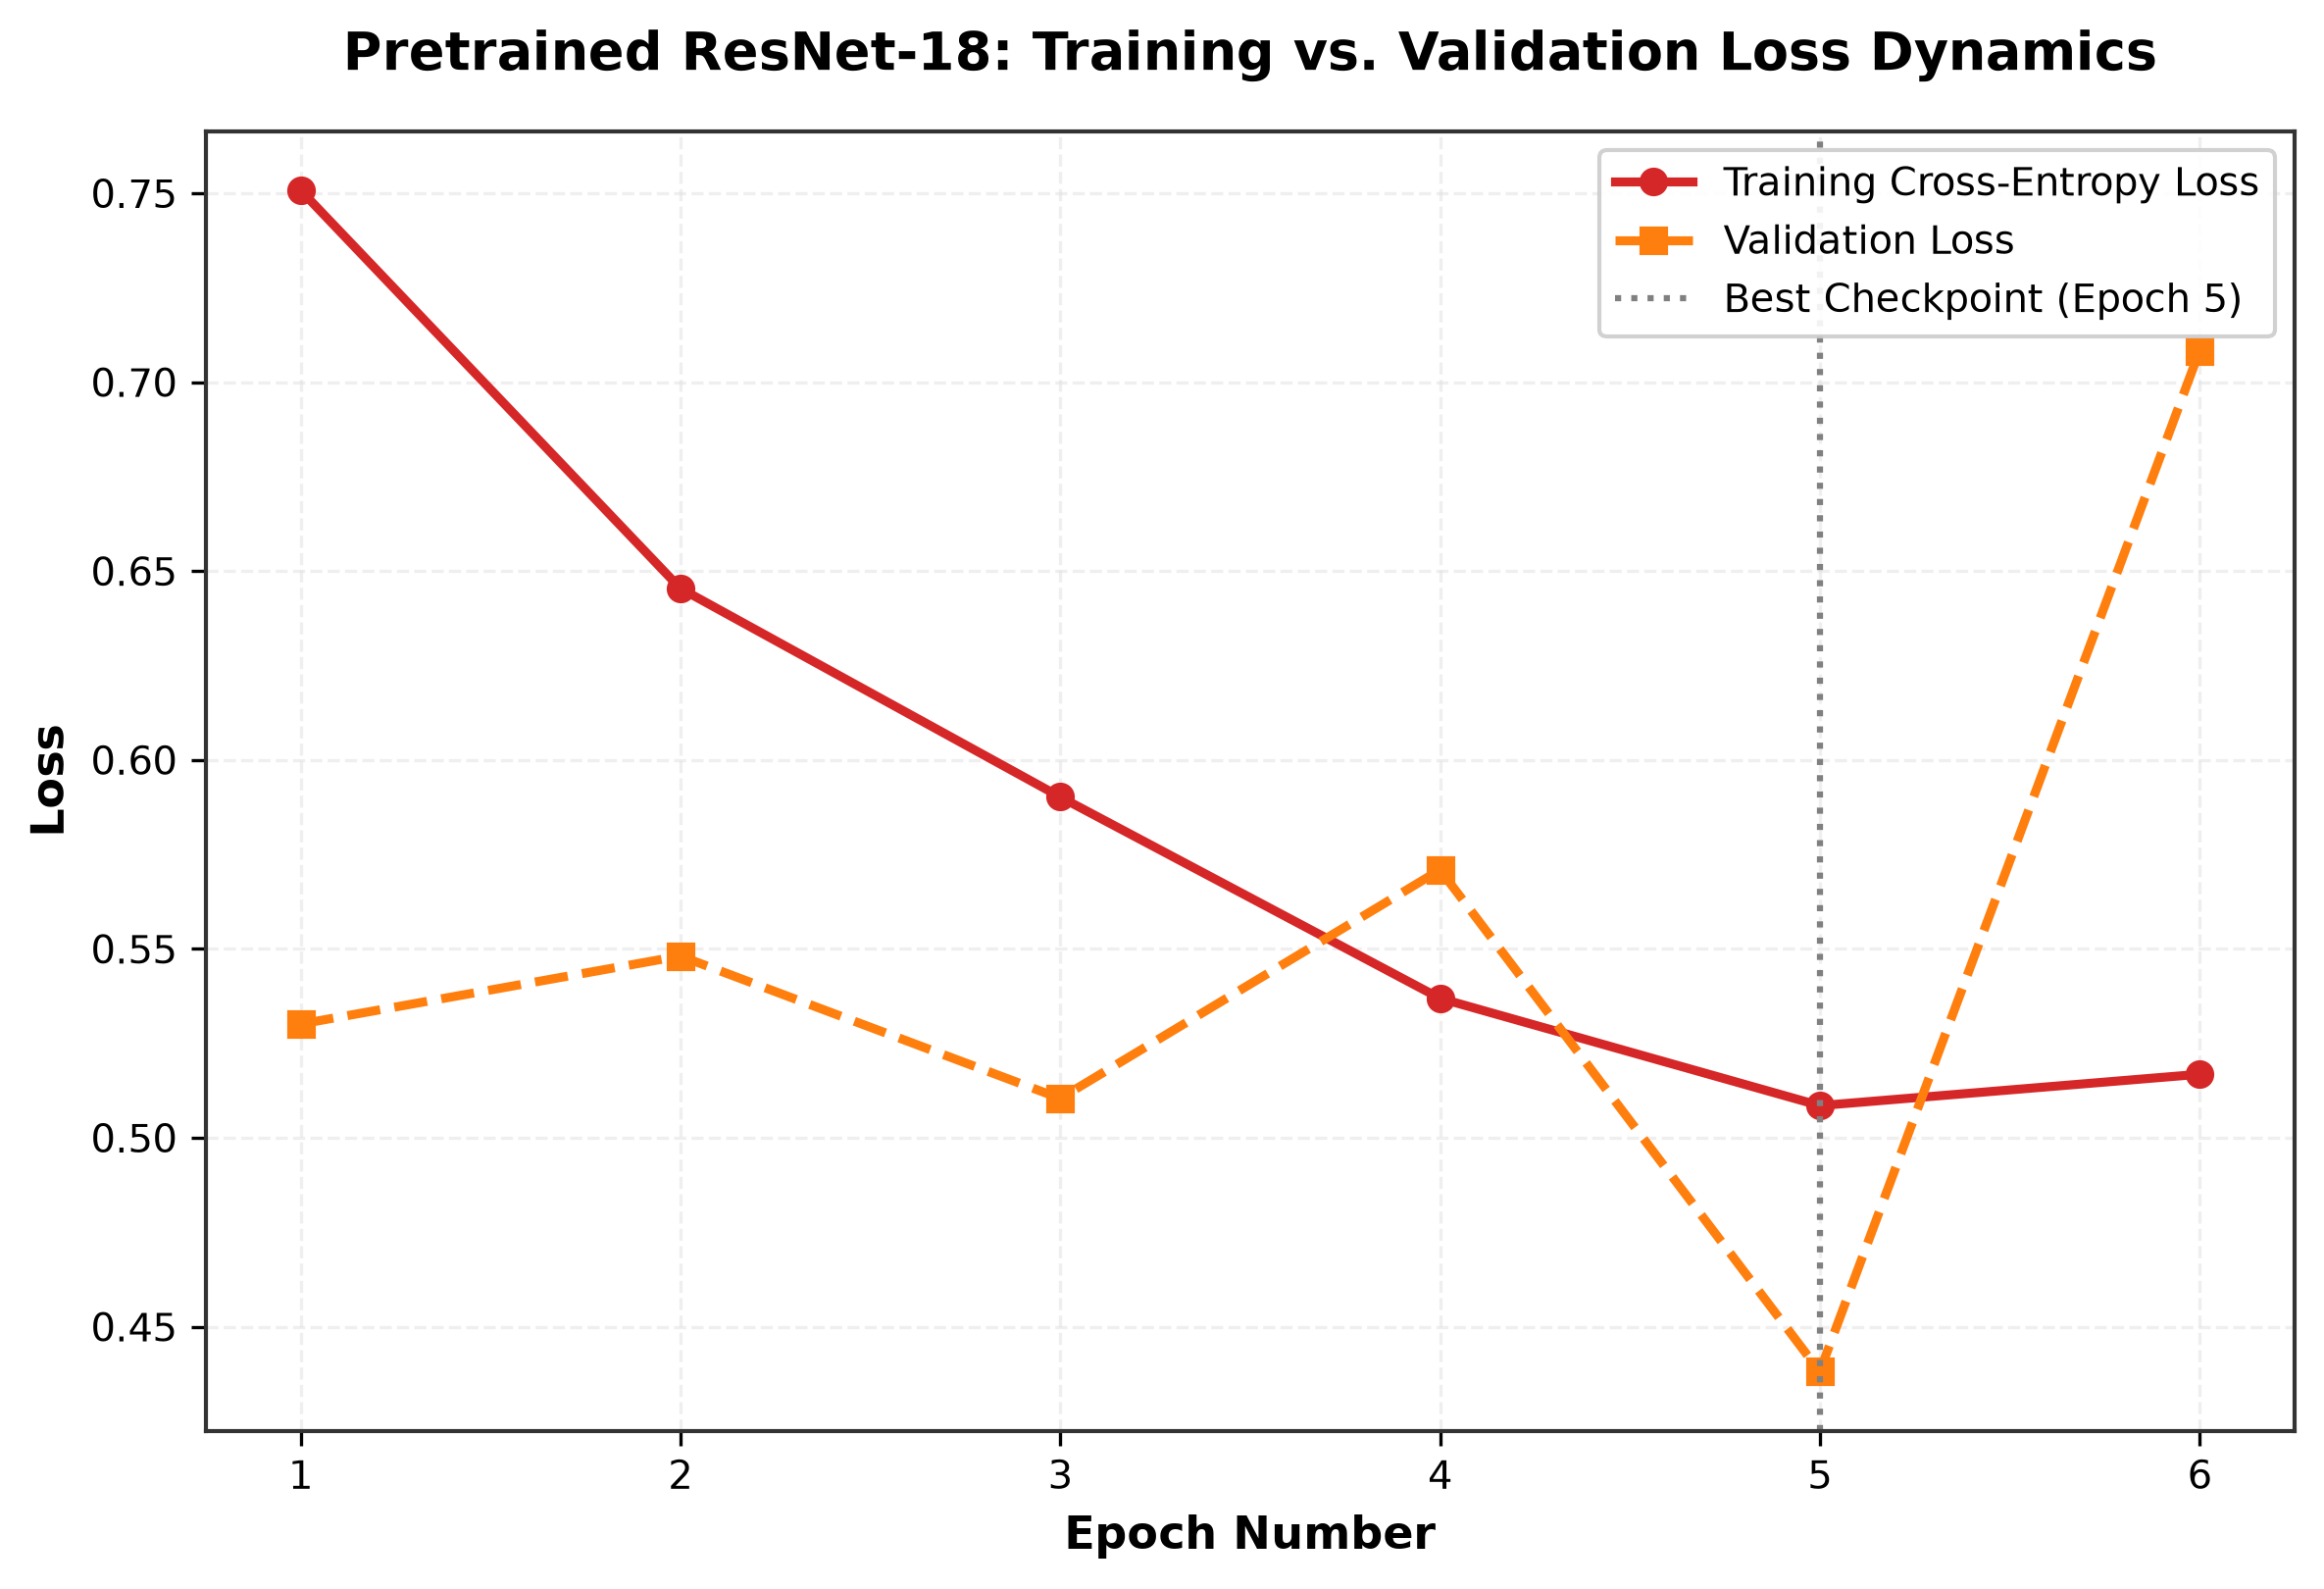 Pretrained ResNet-18: Training vs. Validation Loss Dynamics
Training Cross-Entropy Loss
Validation Loss
Best Checkpoint (Epoch 5)
Loss
0.75
0.70
0.65
0.60
0.55
0.50
0.45
1 2 3 4 5 6
Epoch Number